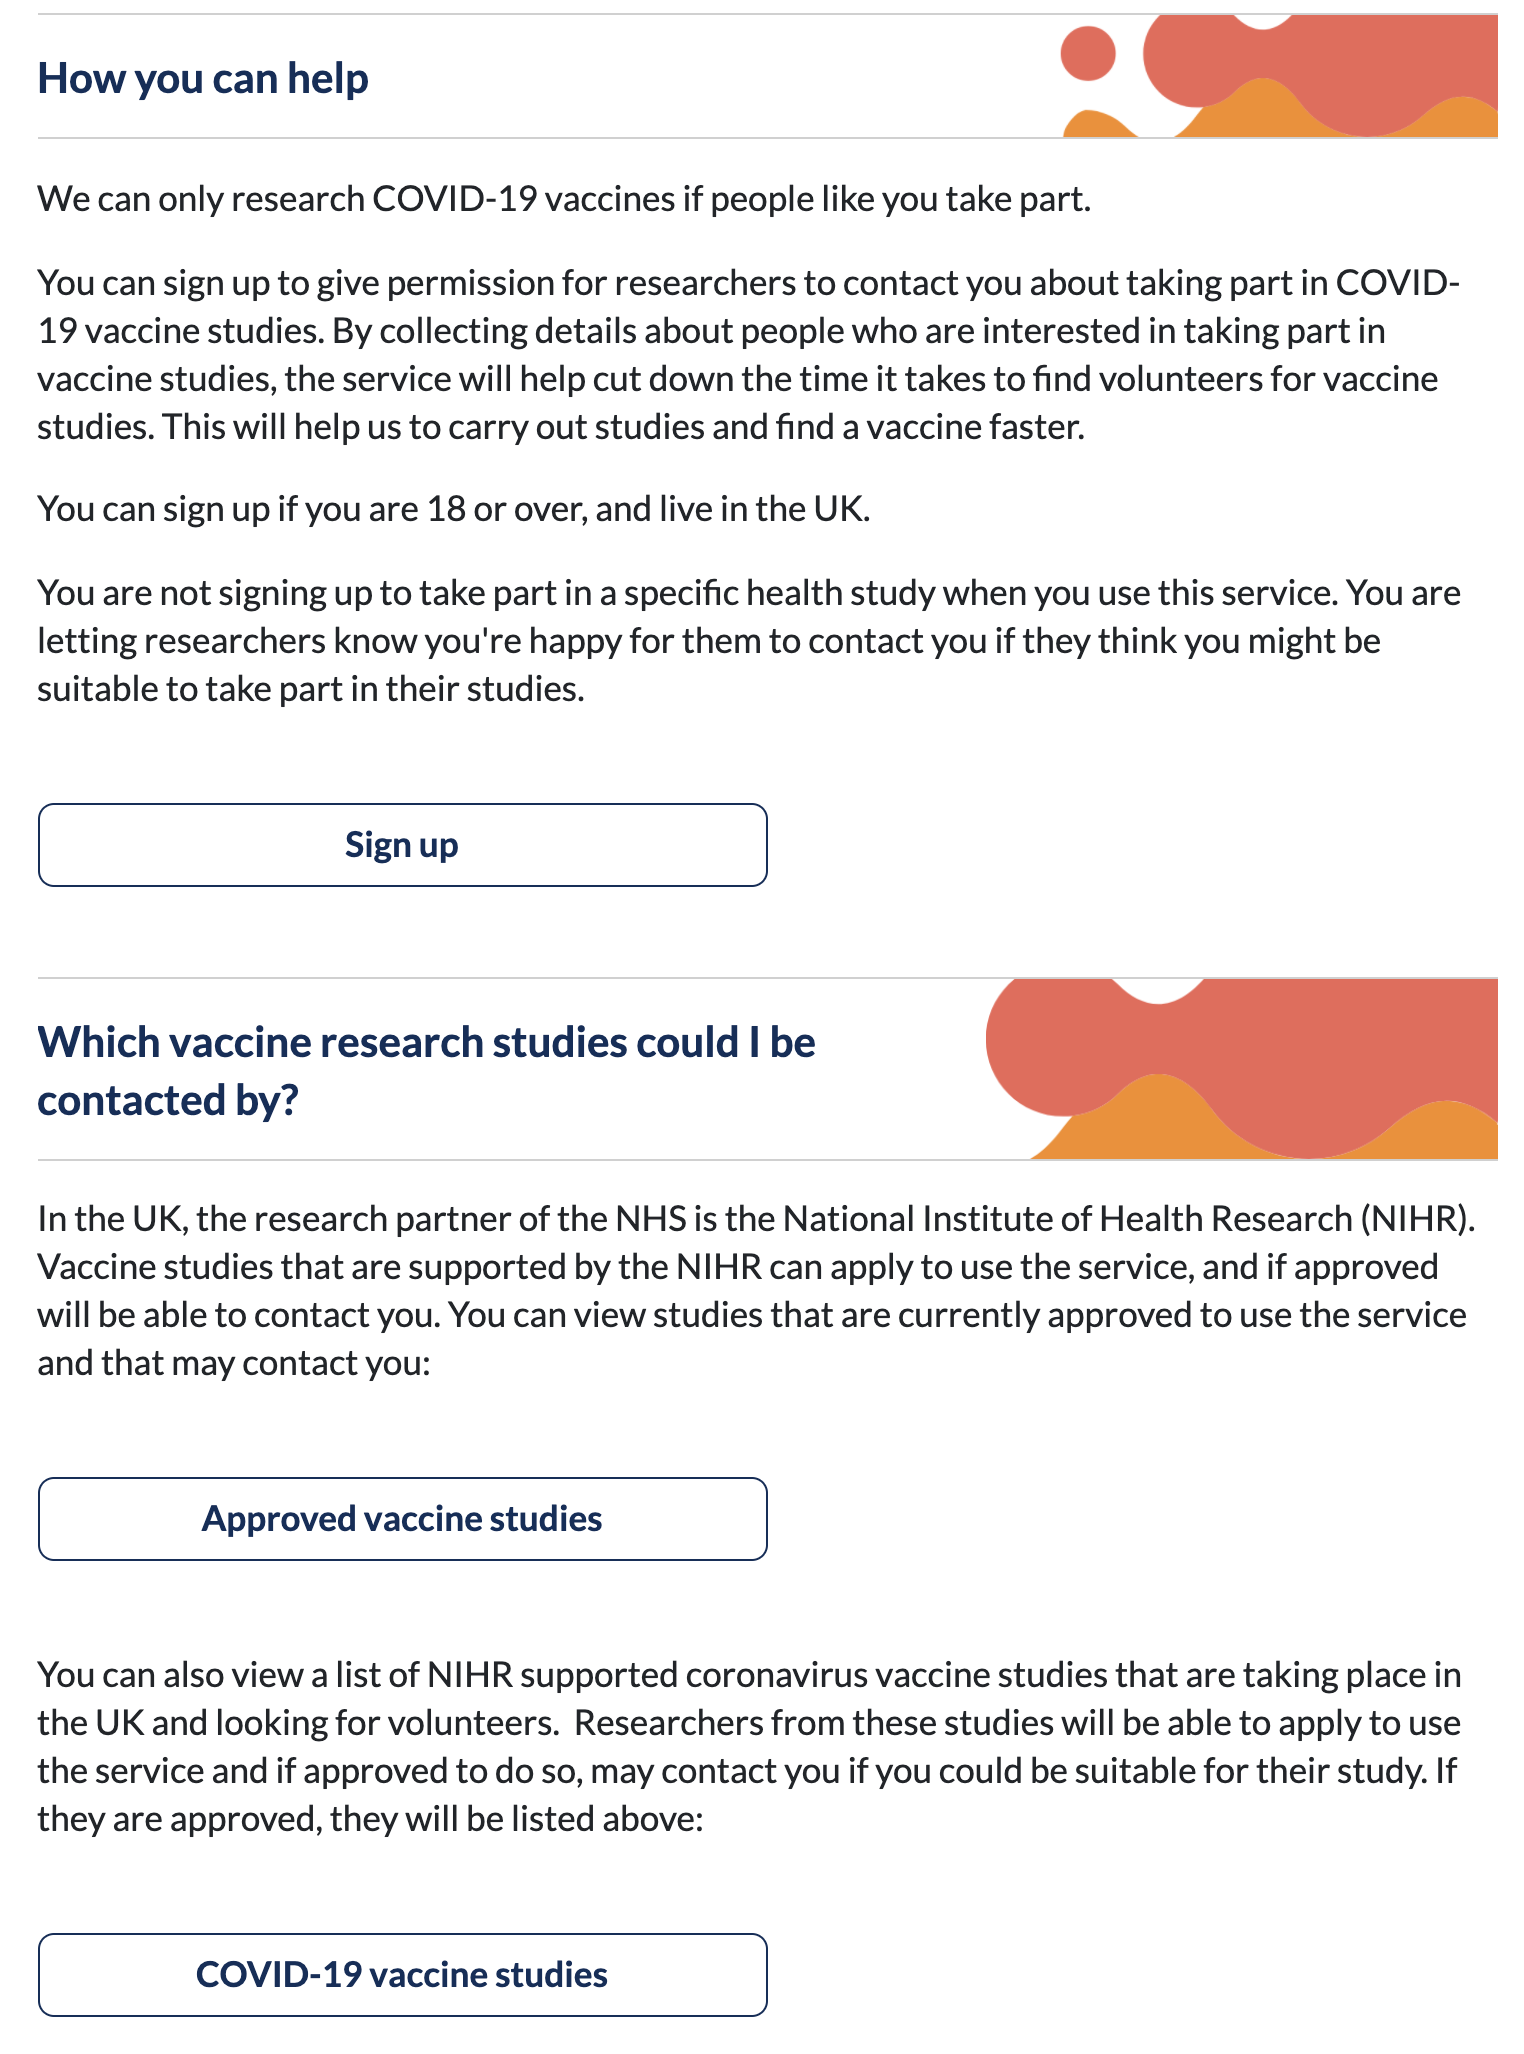 How you can help
We can only research COVID-19 vaccines if people like you take part.
You can sign up to give permission for researchers to contact you about taking part in COVID-
19 vaccine studies. By collecting details about people who are interested in taking part in
vaccine studies, the service will help cut down the time it takes to find volunteers for vaccine
studies. This will help us to carry out studies and find a vaccine faster.
You can sign up if you are 18 or over, and live in the UK.
You are not signing up to take part in a specific health study when you use this service. You are
letting researchers know you're happy for them to contact you if they think you might be
suitable to take part in their studies.
Sign up
Which vaccine research studies could I be
contacted by?
In the UK, the research partner of the NHS is the National Institute of Health Research (NIHR).
Vaccine studies that are supported by the NIHR can apply to use the service, and if approved
will be able to contact you. You can view studies that are currently approved to use the service
and that may contact you:
Approved vaccine studies
You can also view a list of NIHR supported coronavirus vaccine studies that are taking place in
the UK and looking for volunteers.  Researchers from these studies will be able to apply to use
the service and if approved to do so, may contact you if you could be suitable for their study. If
they are approved, they will be listed above:
COVID-19 vaccine studies